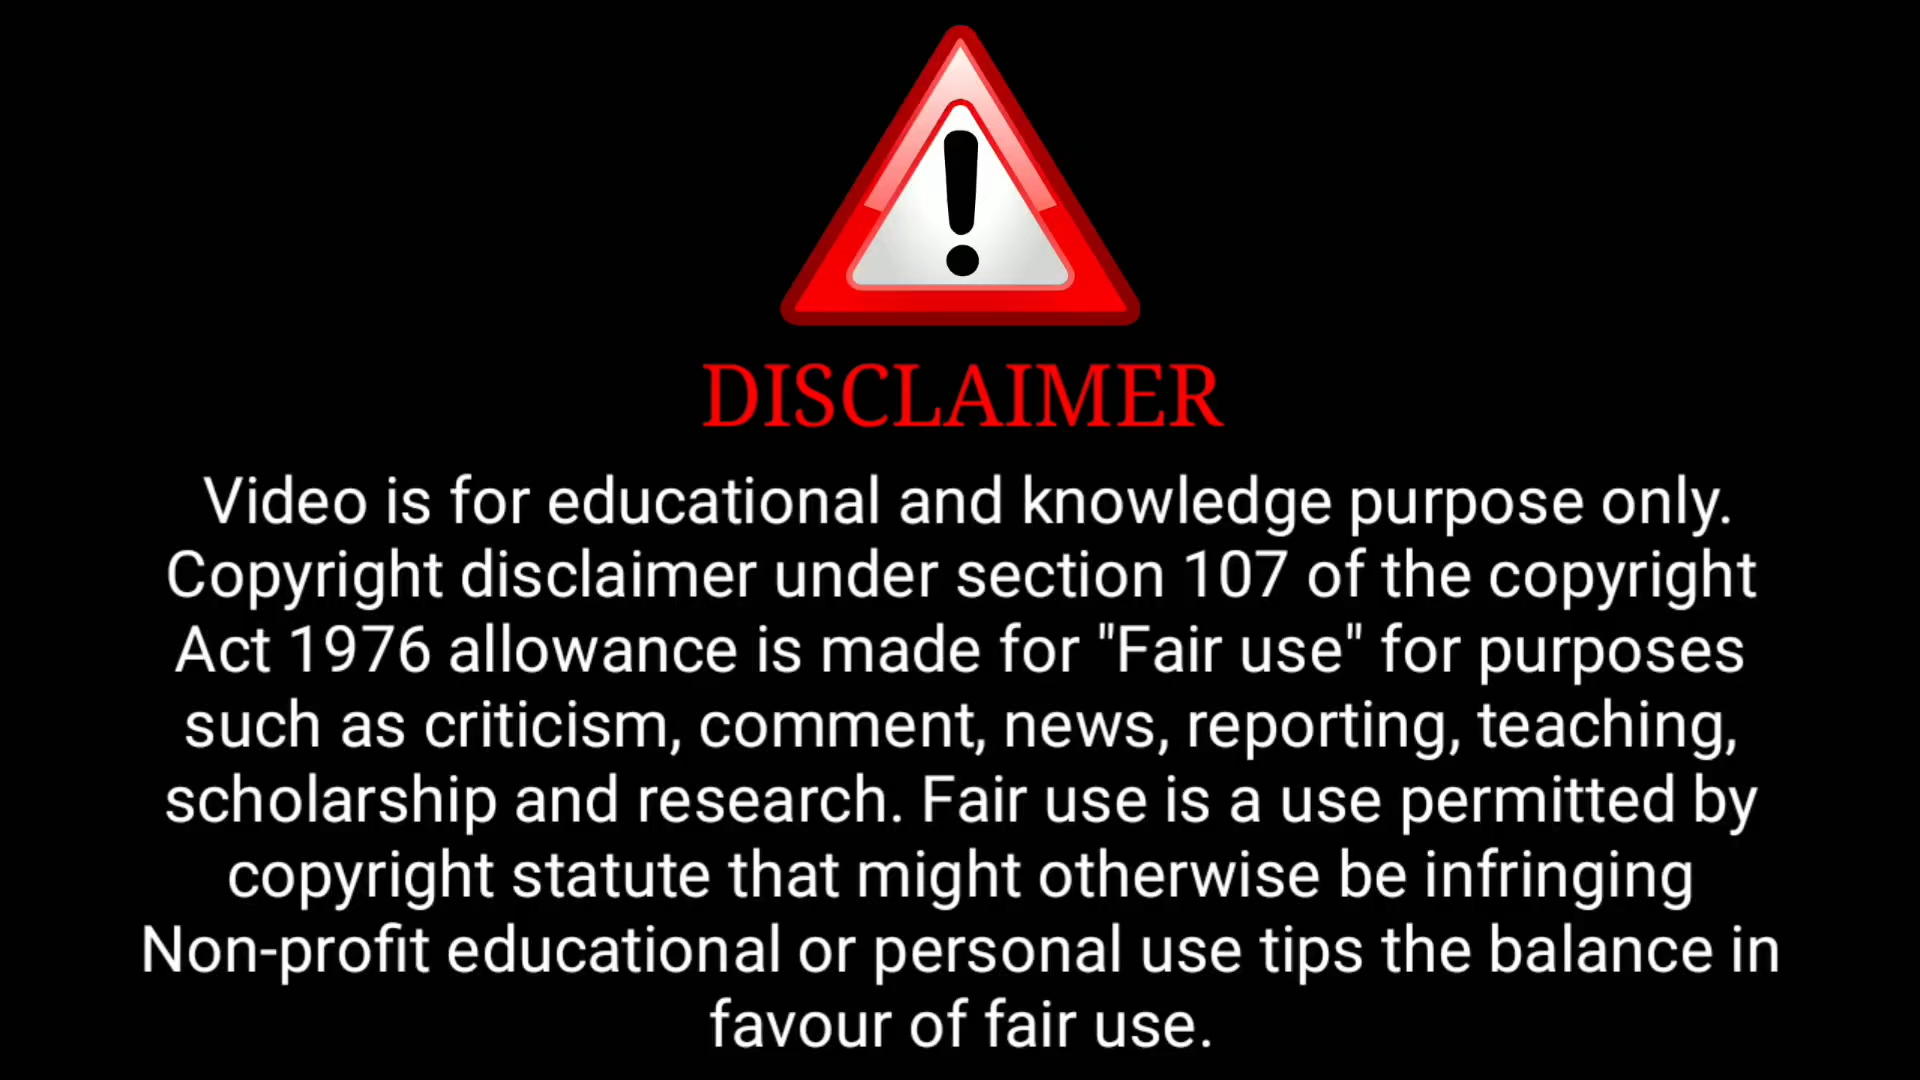 DISCLAIMER
Video is for educational and knowledge purpose only.
Copyright disclaimer under section 107 of the copyright
Act 1976 allowance is made for "Fair use" for purposes
such as criticism, comment, news, reporting, teaching,
scholarship and research. Fair use is a use permitted by
copyright statute that might otherwise be infringing
Non-profit educational or personal use tips the balance in
favour of fair use.